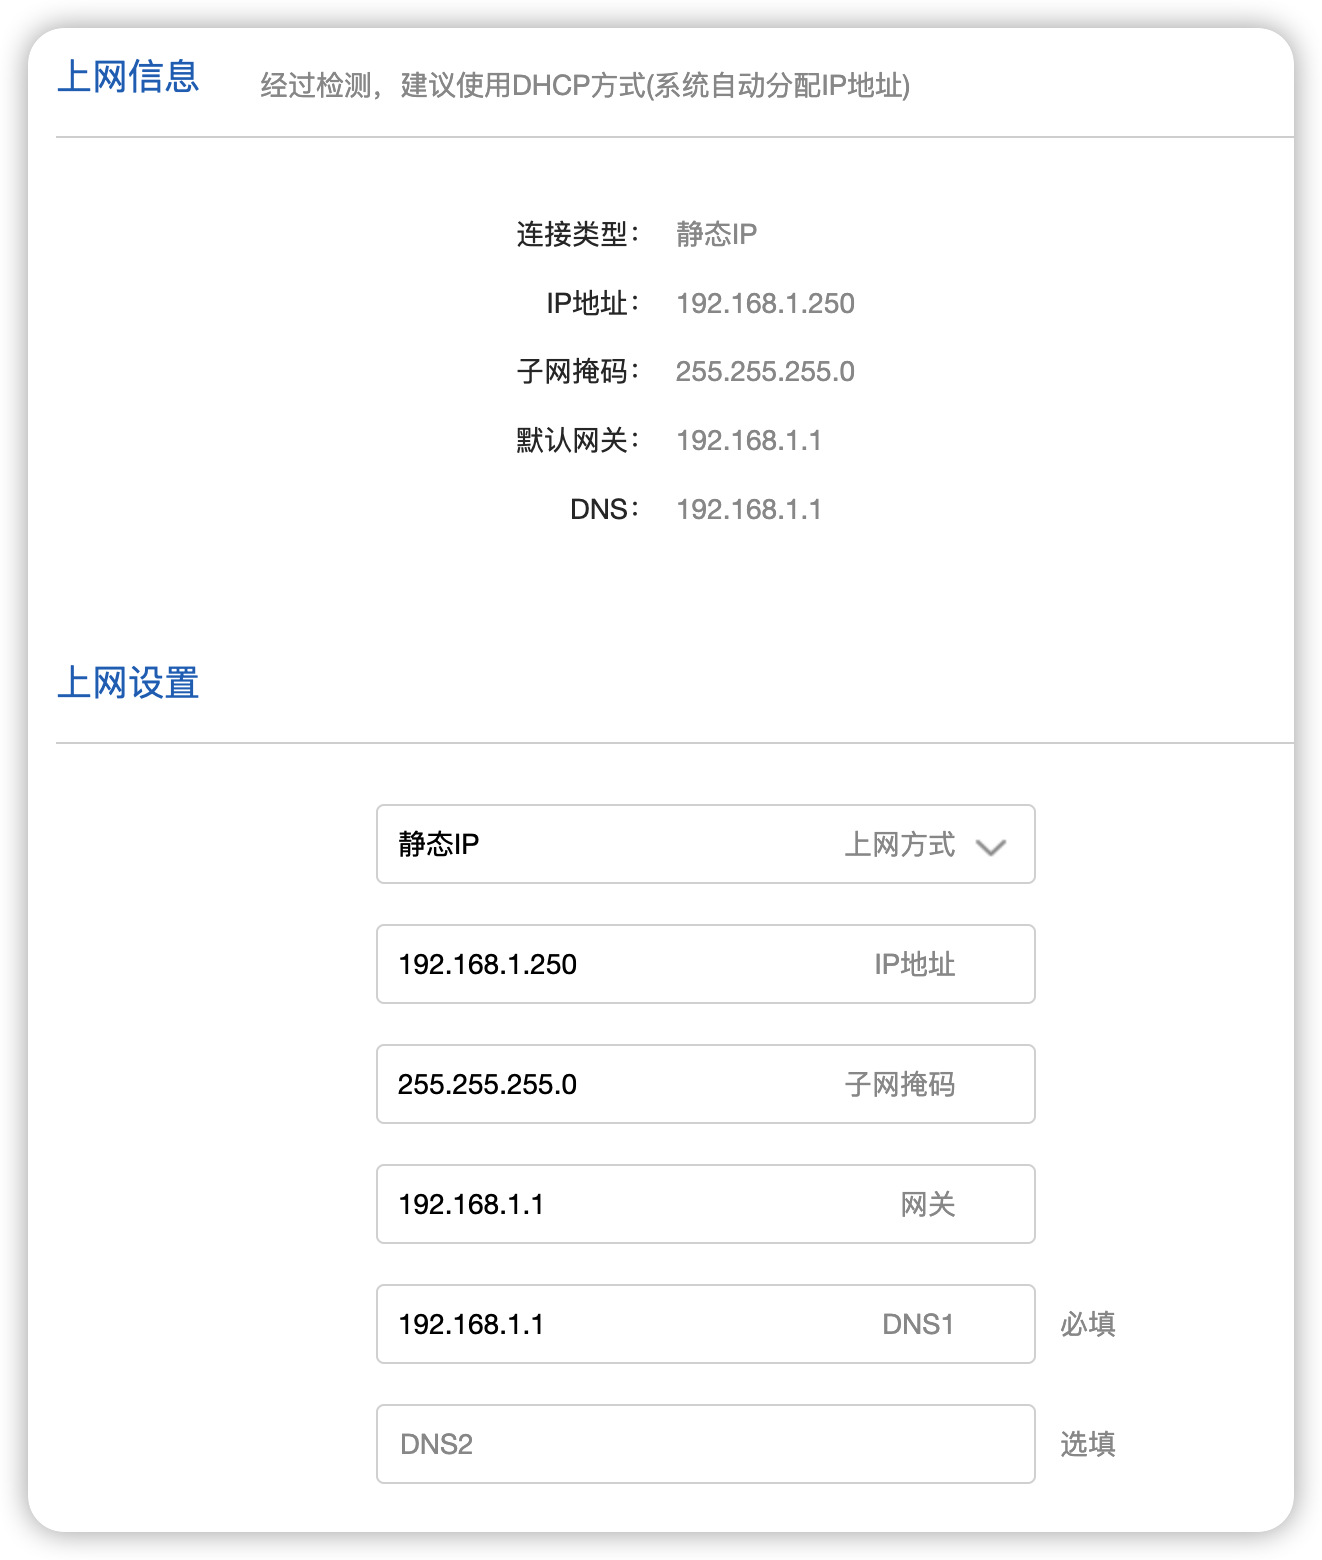 上网信息 经过检测，建议使用DHCP方式(系统自动分配IP地址)
连接类型： 静态IP
IP地址： 192.168.1.250
子网掩码： 255.255.255.0
默认网关： 192.168.1.1
DNS： 192.168.1.1
上网设置
静态IP 上网方式
192.168.1.250 IP地址
255.255.255.0 子网掩码
192.168.1.1 网关
192.168.1.1 DNS1 必填
DNS2 选填